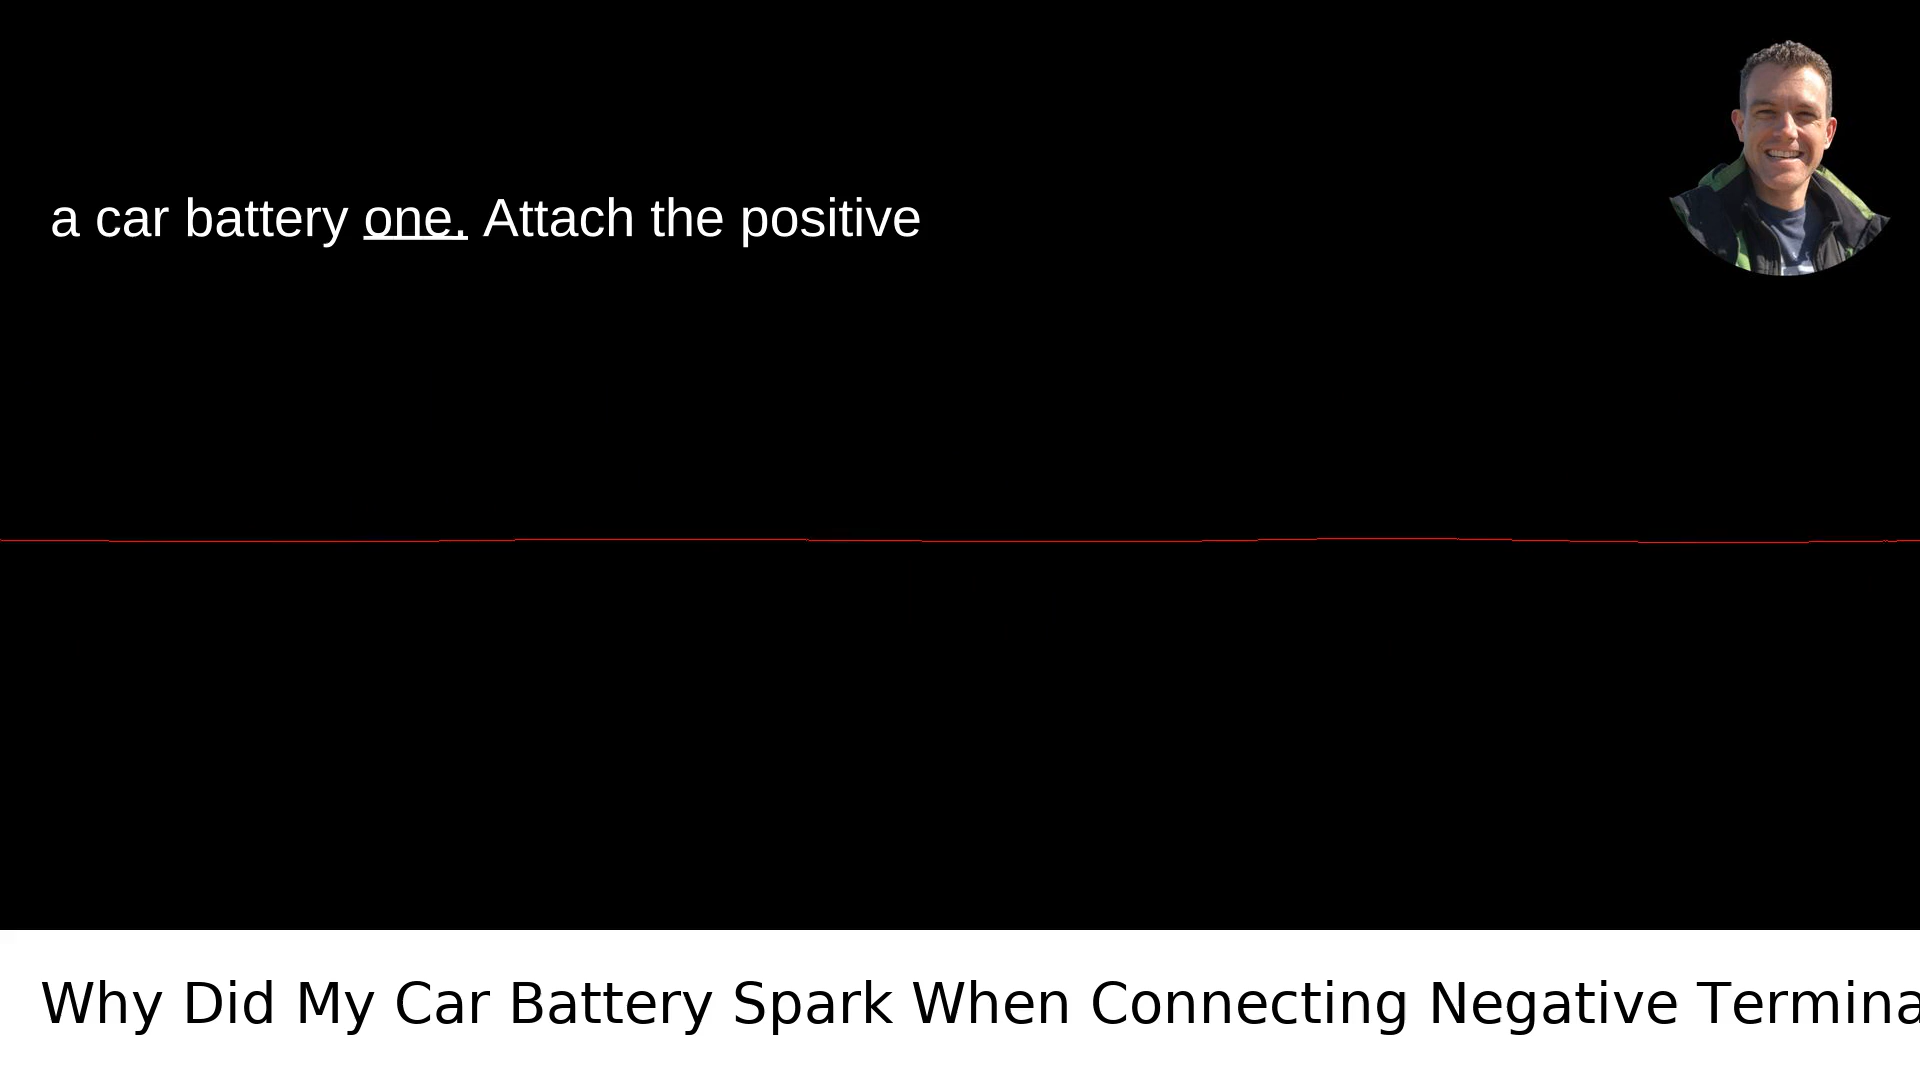 a car battery one. Attach the positive
Why Did My Car Battery Spark When Connecting Negative Termina